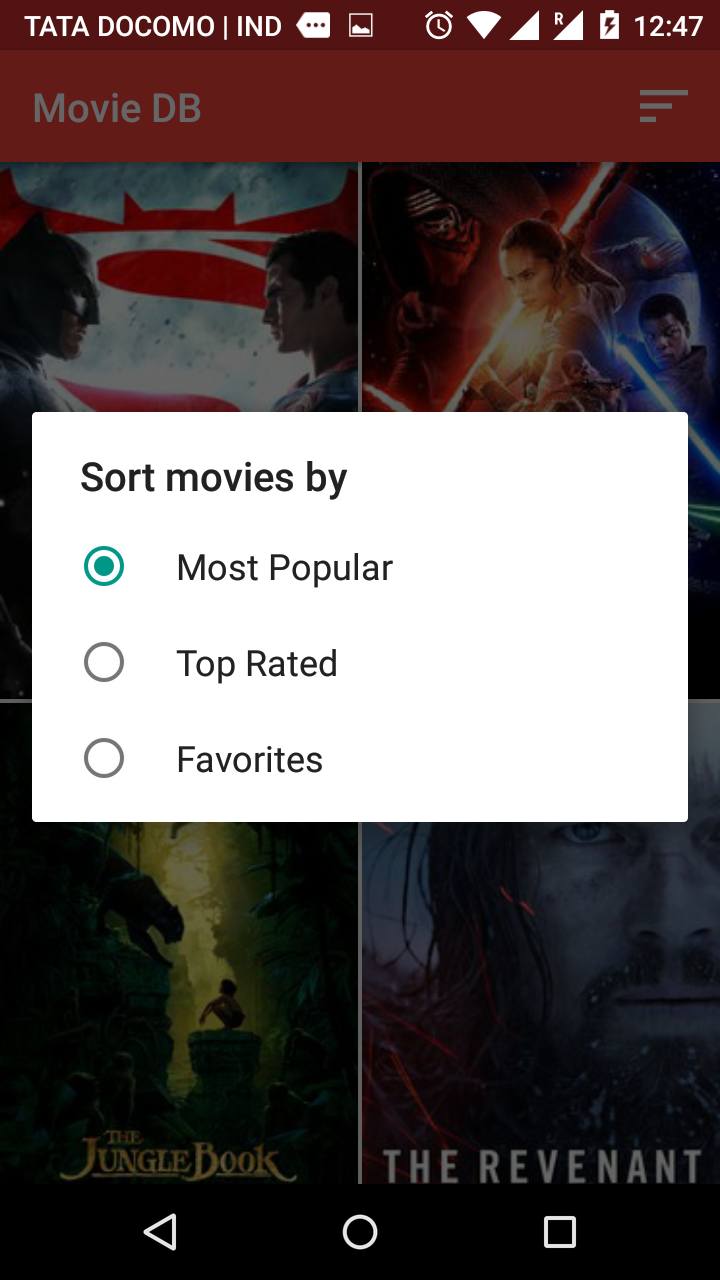 TATA DOCOMO | IND R 12:47
Movie DB
Sort movies by
Most Popular
Top Rated
Favorites
THE
JUNGLE BOOK
THE REVENANT